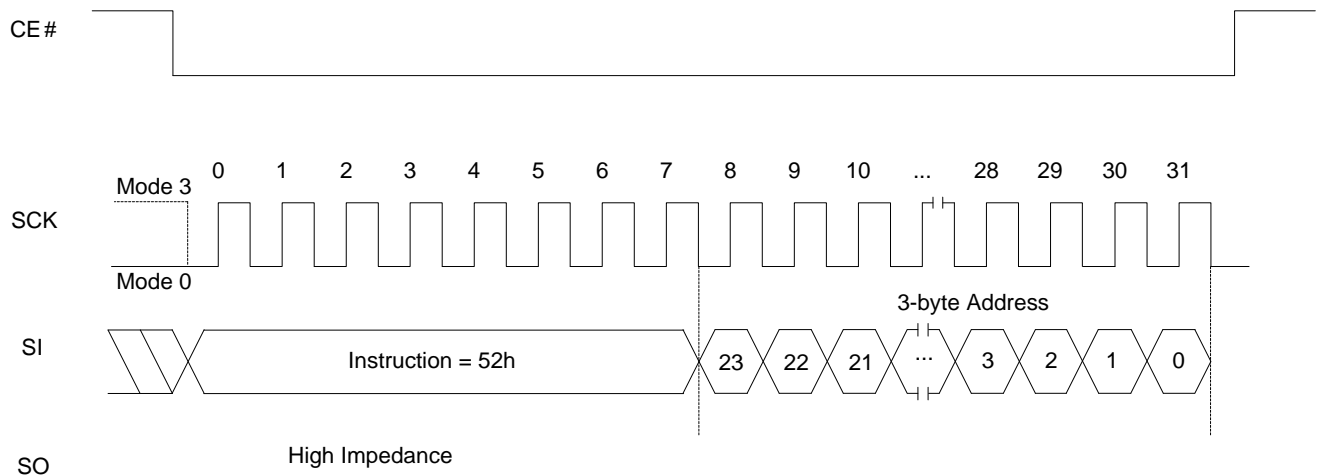 CE #
0 1 2 3 4 5 6 7 8 9 10 ... 28 29 30 31
Mode 3
SCK
Mode 0
3-byte Address
SI
Instruction = 52h 23 22 21 ... 3 2 1 0
High Impedance
SO